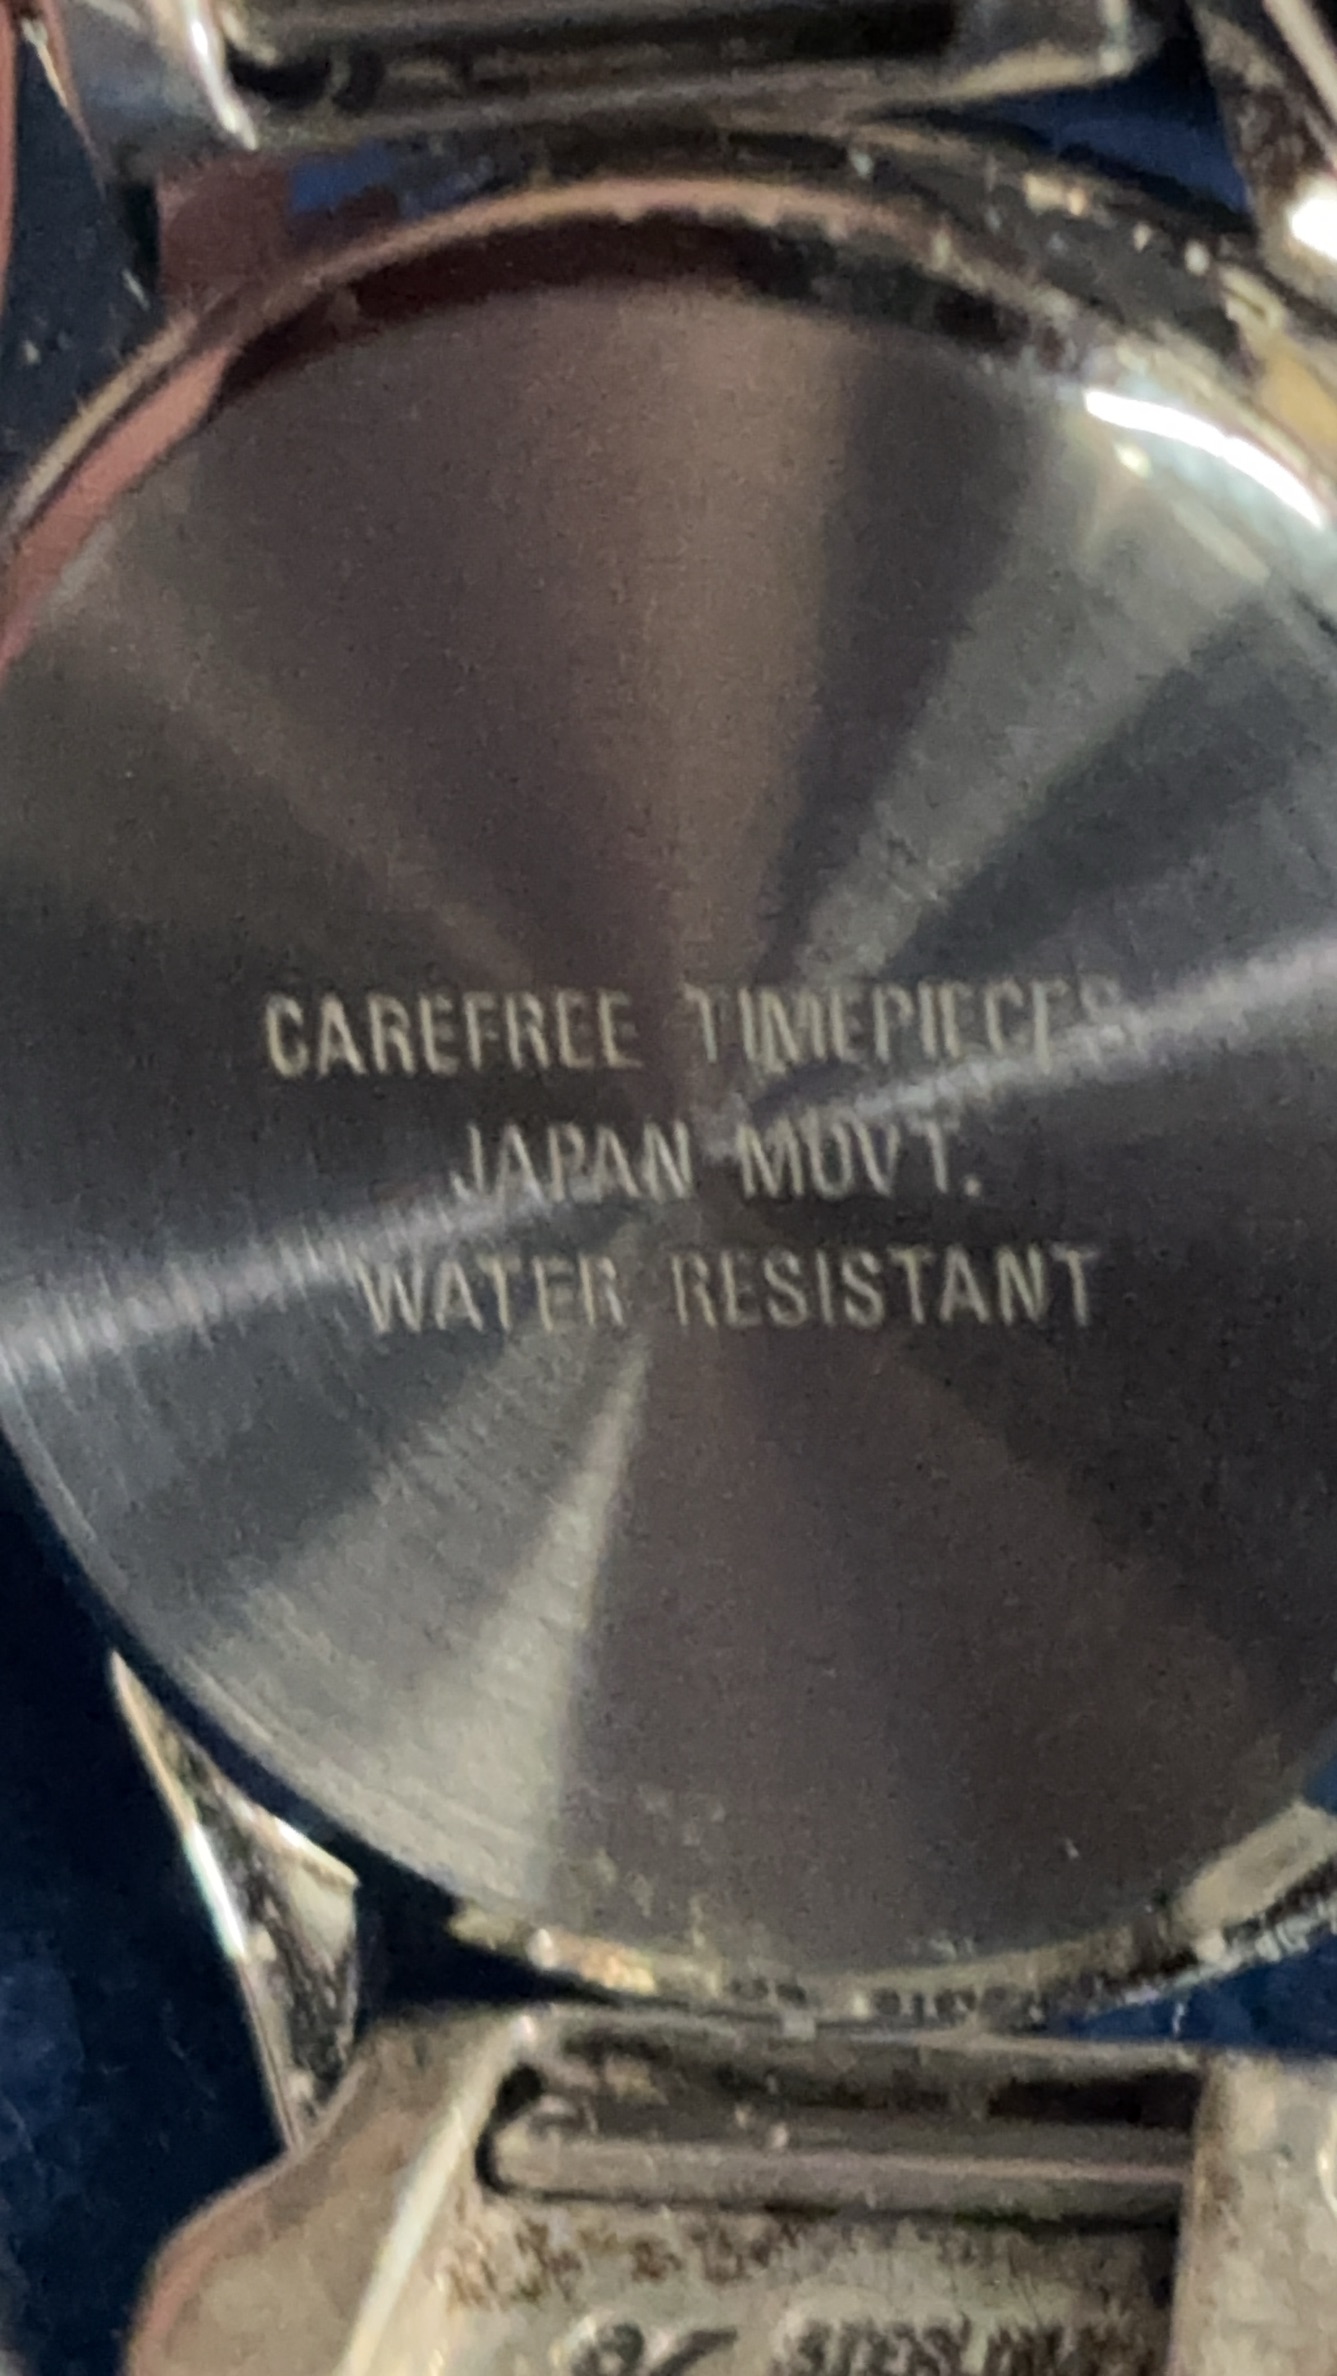 CAREFREE TIMEPIECES
JAPAN MOVT.
WATER RESISTANT